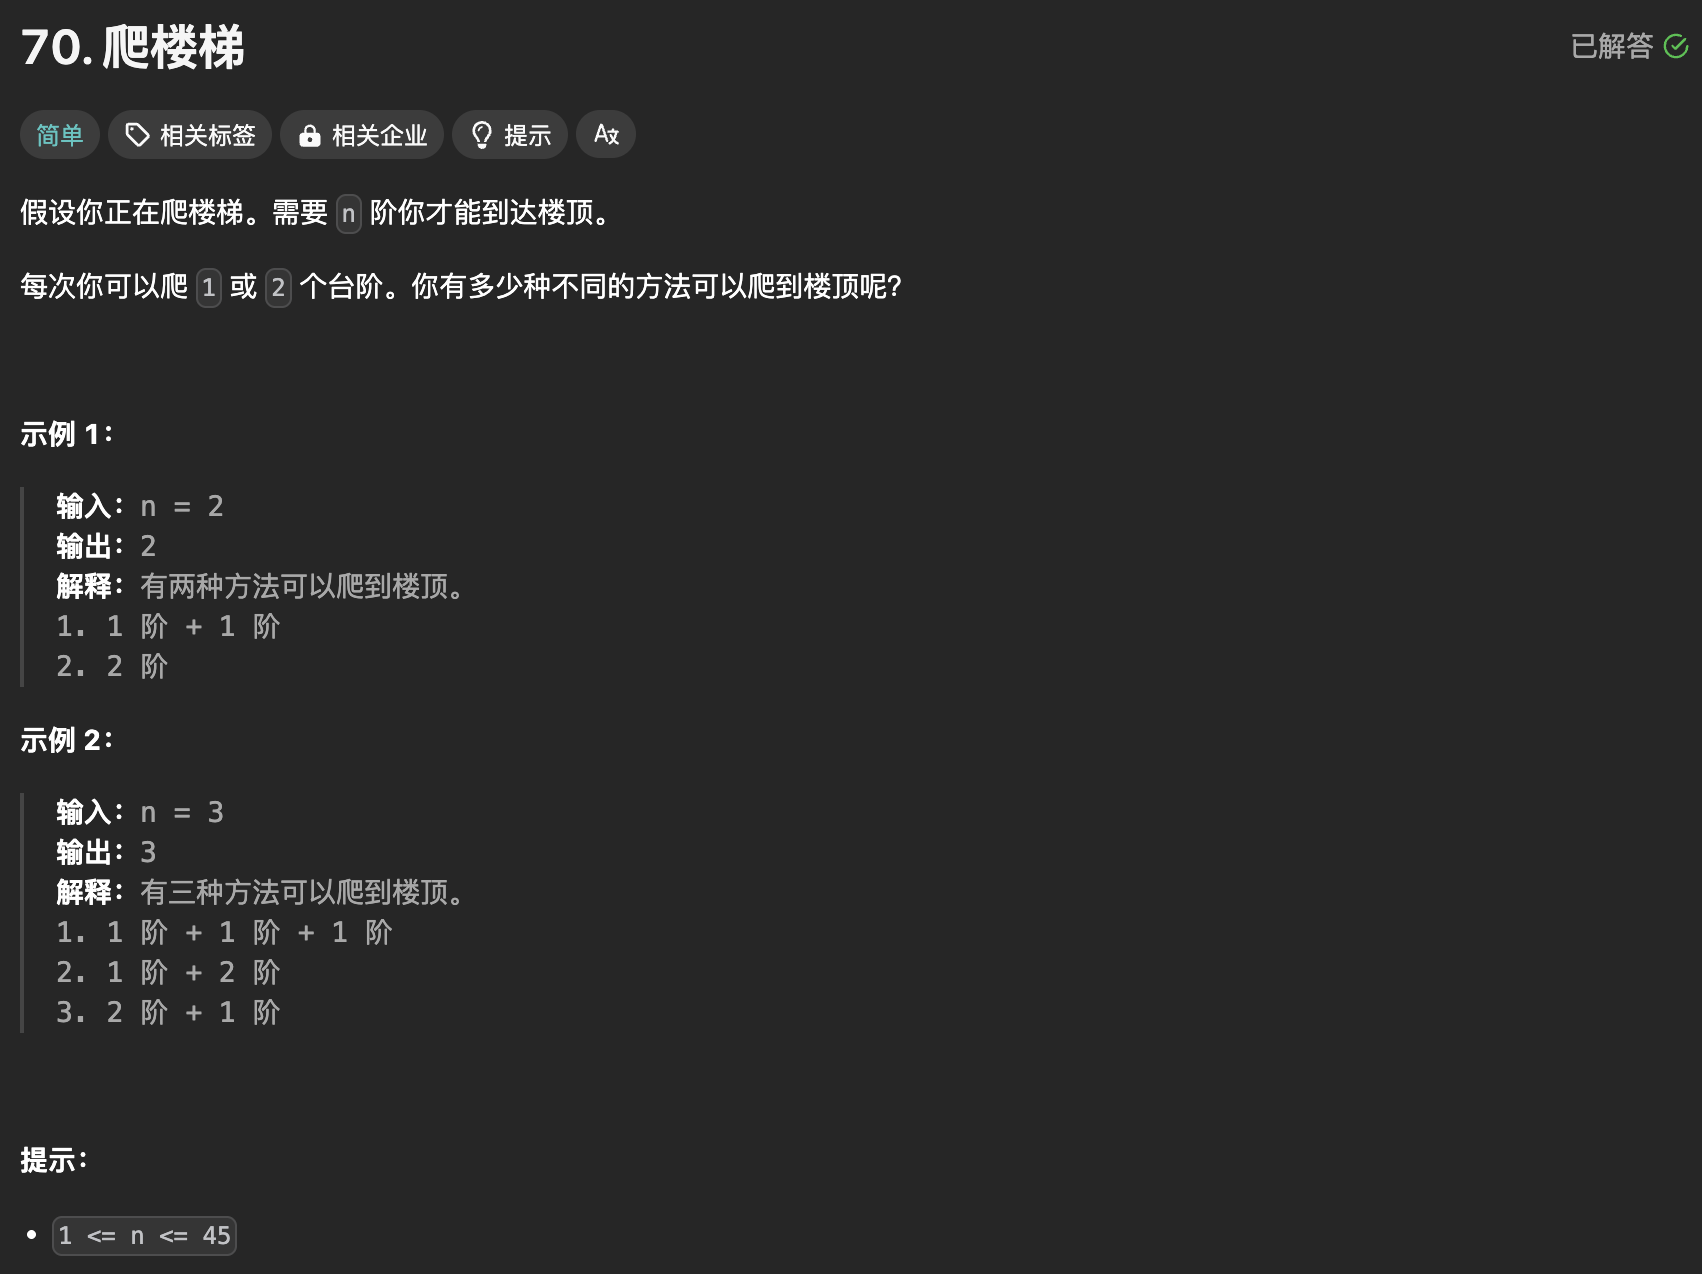 70. 爬楼梯
已解答
简单 相关标签 相关企业 提示 Ax
假设你正在爬楼梯。需要 n 阶你才能到达楼顶。
每次你可以爬 1 或 2 个台阶。你有多少种不同的方法可以爬到楼顶呢？
示例 1：
输入：n = 2
输出：2
解释：有两种方法可以爬到楼顶。
1. 1 阶 + 1 阶
2. 2 阶
示例 2：
输入：n = 3
输出：3
解释：有三种方法可以爬到楼顶。
1. 1 阶 + 1 阶 + 1 阶
2. 1 阶 + 2 阶
3. 2 阶 + 1 阶
提示：
• 1 <= n <= 45